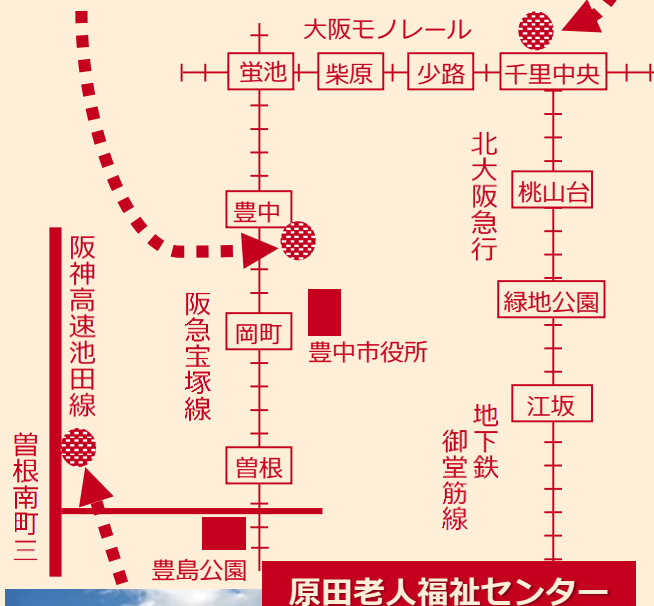 大阪モノレール
蛍池
柴原
少路
千里中央
北大阪急行
桃山台
豊中
阪神高速池田線
阪急宝塚線
緑地公園
岡町
豊中市役所
江坂
地下鉄
御堂筋線
曽根南町三
曽根
豊島公園
原田老人福祉センター